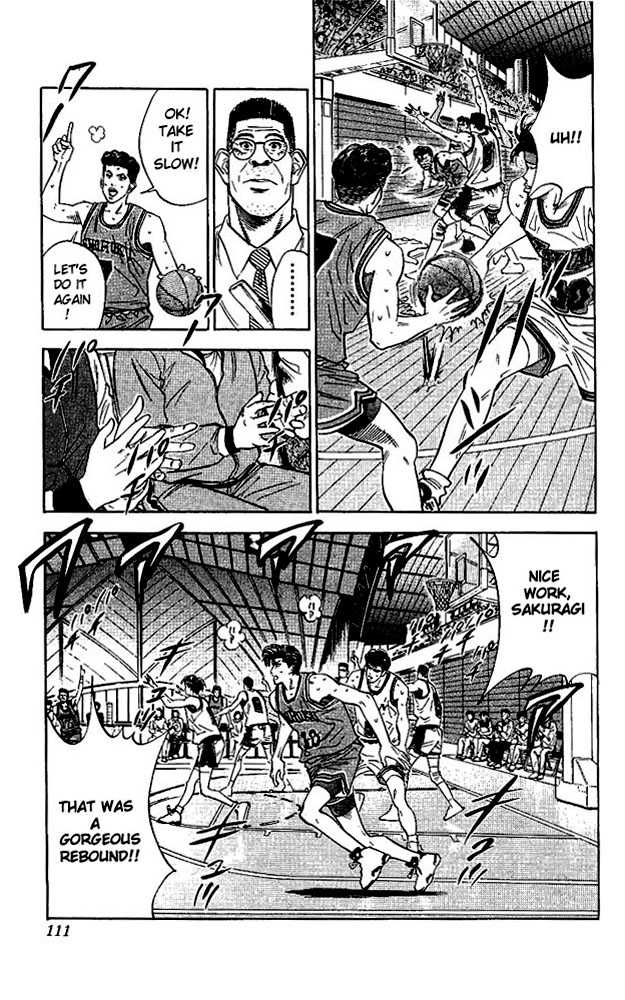 UH!!
OK!
TAKE
IT
SLOW!
LET'S
DO IT
AGAIN
!
NICE
WORK,
SAKURAGI
!!
THAT WAS
A
GORGEOUS
REBOUND!!
111